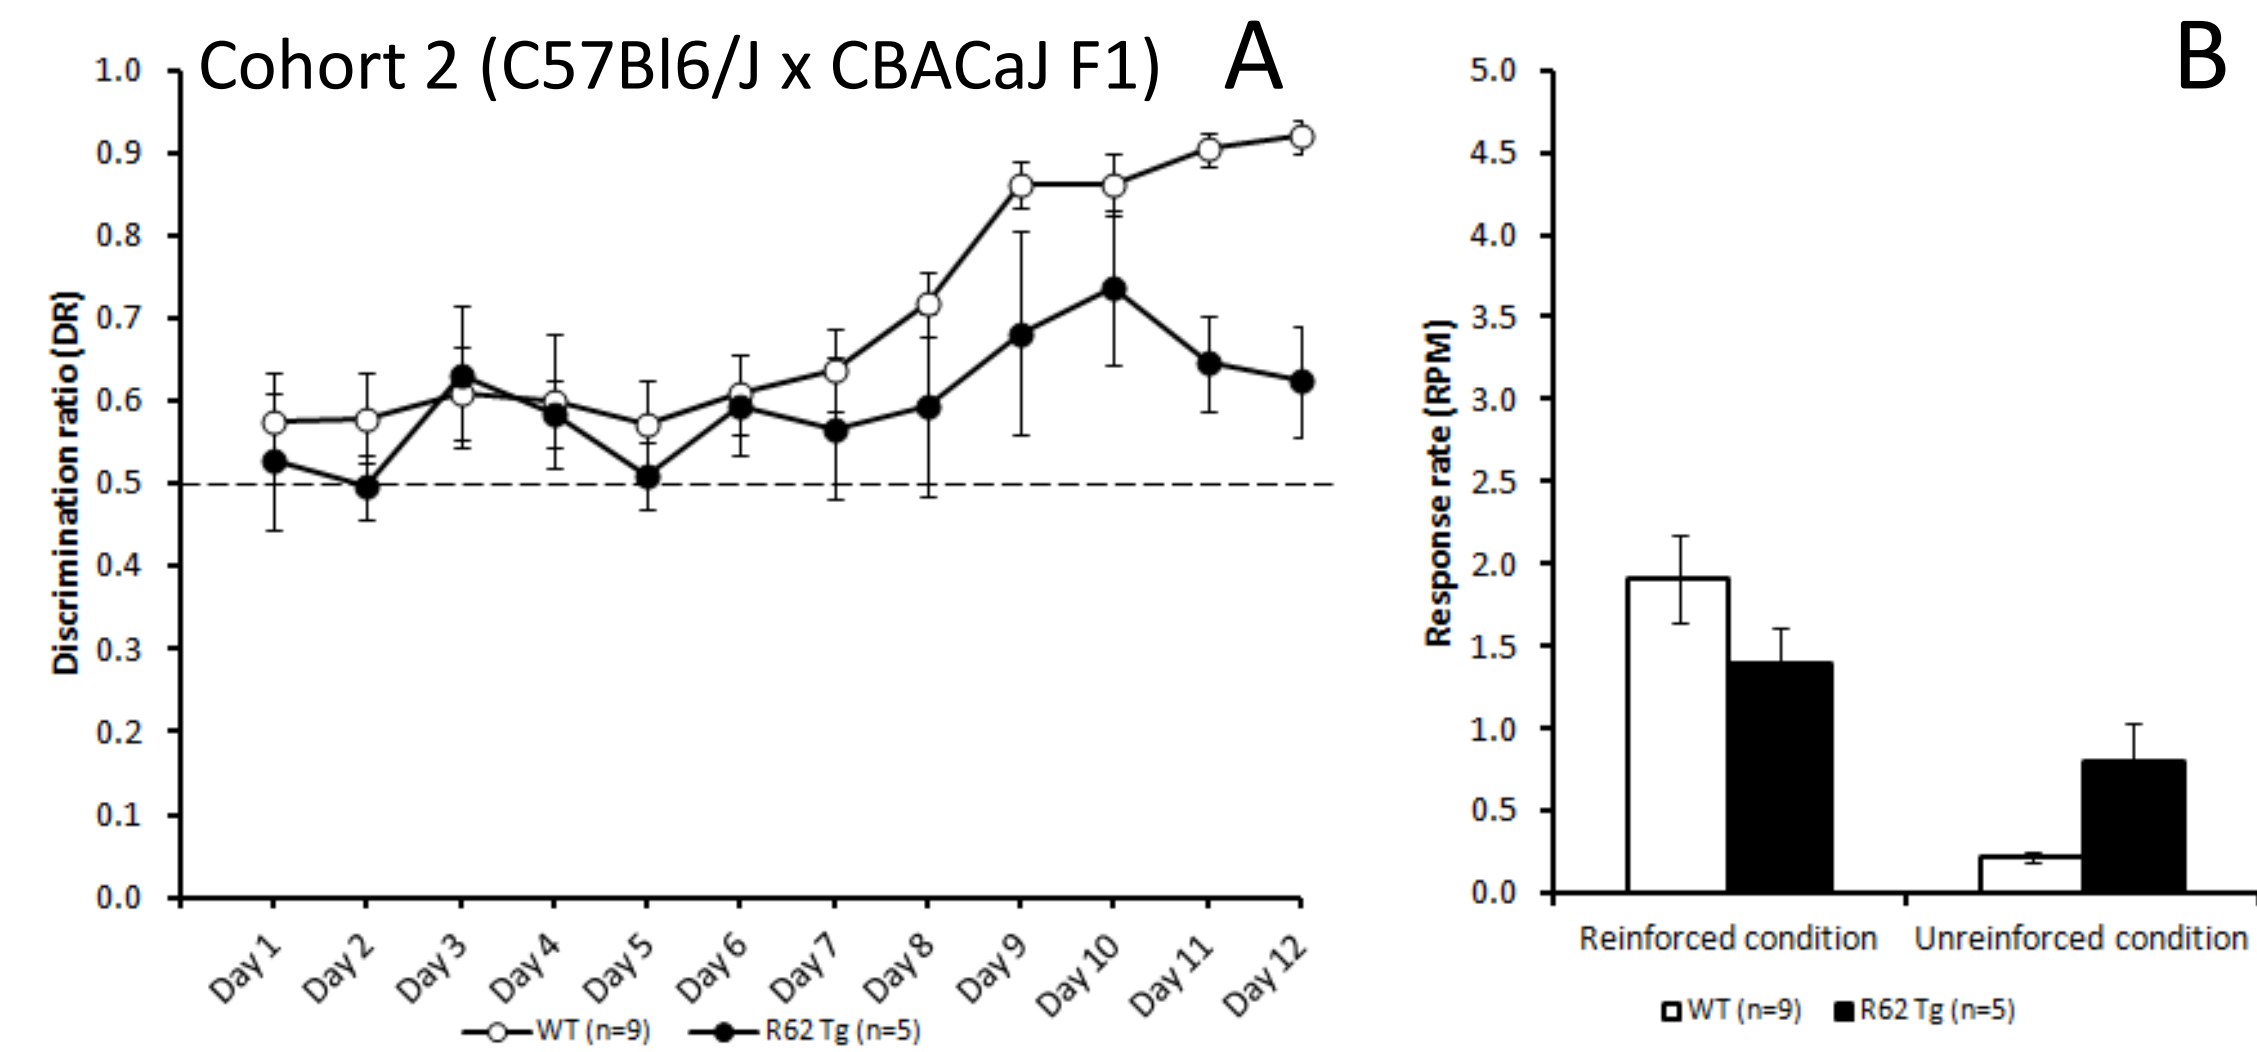 Cohort 2 (C57Bl6/J x CBACaJ F1) A
Discrimination ratio (DR)
1.0
0.9
0.8
0.7
0.6
0.5
0.4
0.3
0.2
0.1
0.0
Day 1
Day 2
Day 3
Day 4
Day 5
Day 6
Day 7
Day 8
Day 9
Day 10
Day 11
Day 12
WT (n=9) R62 Tg (n=5)
B
Response rate (RPM)
5.0
4.5
4.0
3.5
3.0
2.5
2.0
1.5
1.0
0.5
0.0
Reinforced condition Unreinforced condition
WT (n=9) R62 Tg (n=5)